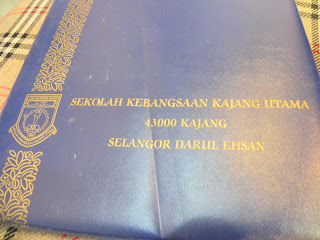 SEKOLAH KEBANGSAAN KAJANG UTAMA
43000 KAJANG
SELANGOR DARUL EHSAN